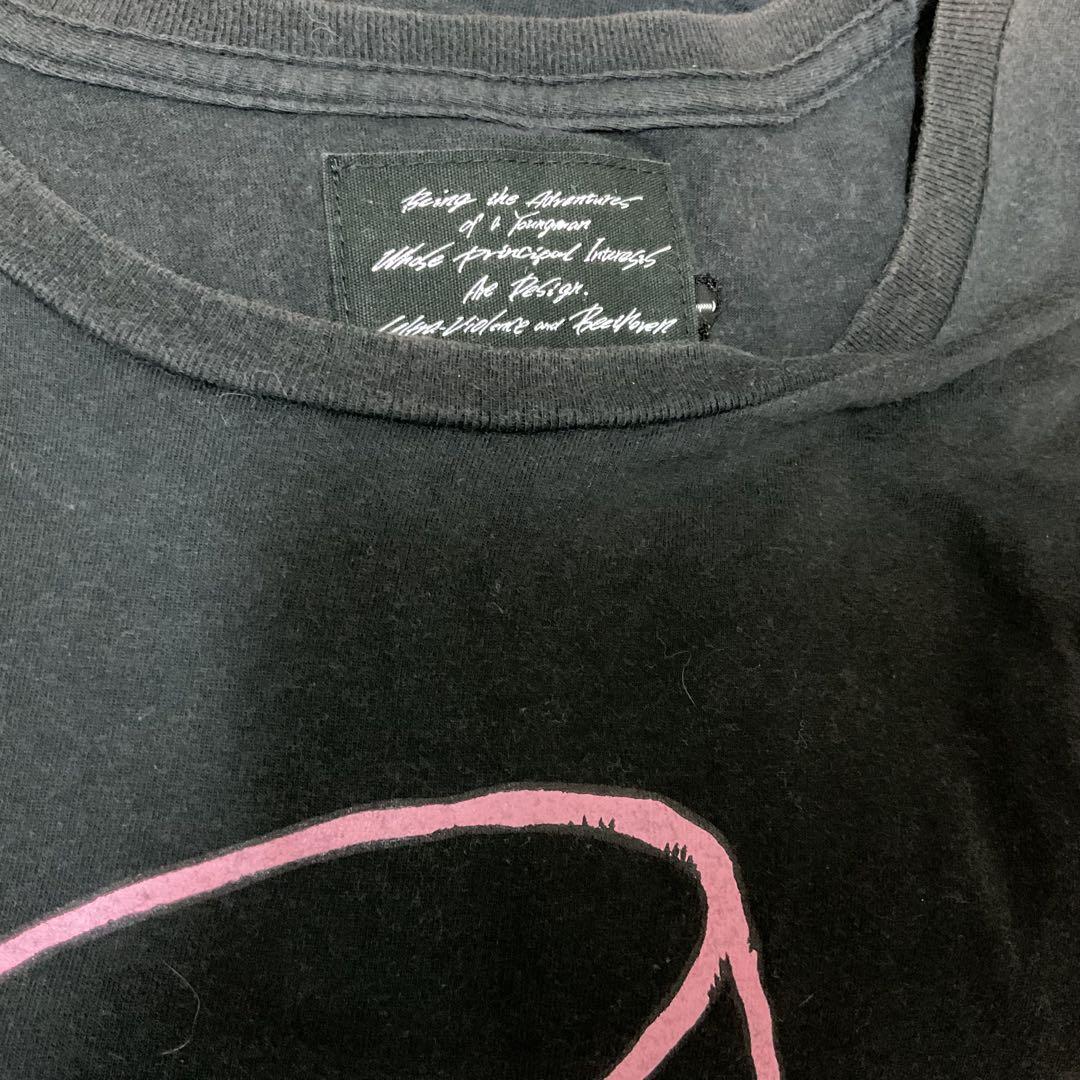 Being the Adventures
of A Youngman
Whose principal Interests
Are Design.
Ultra-Violence and Beethoven